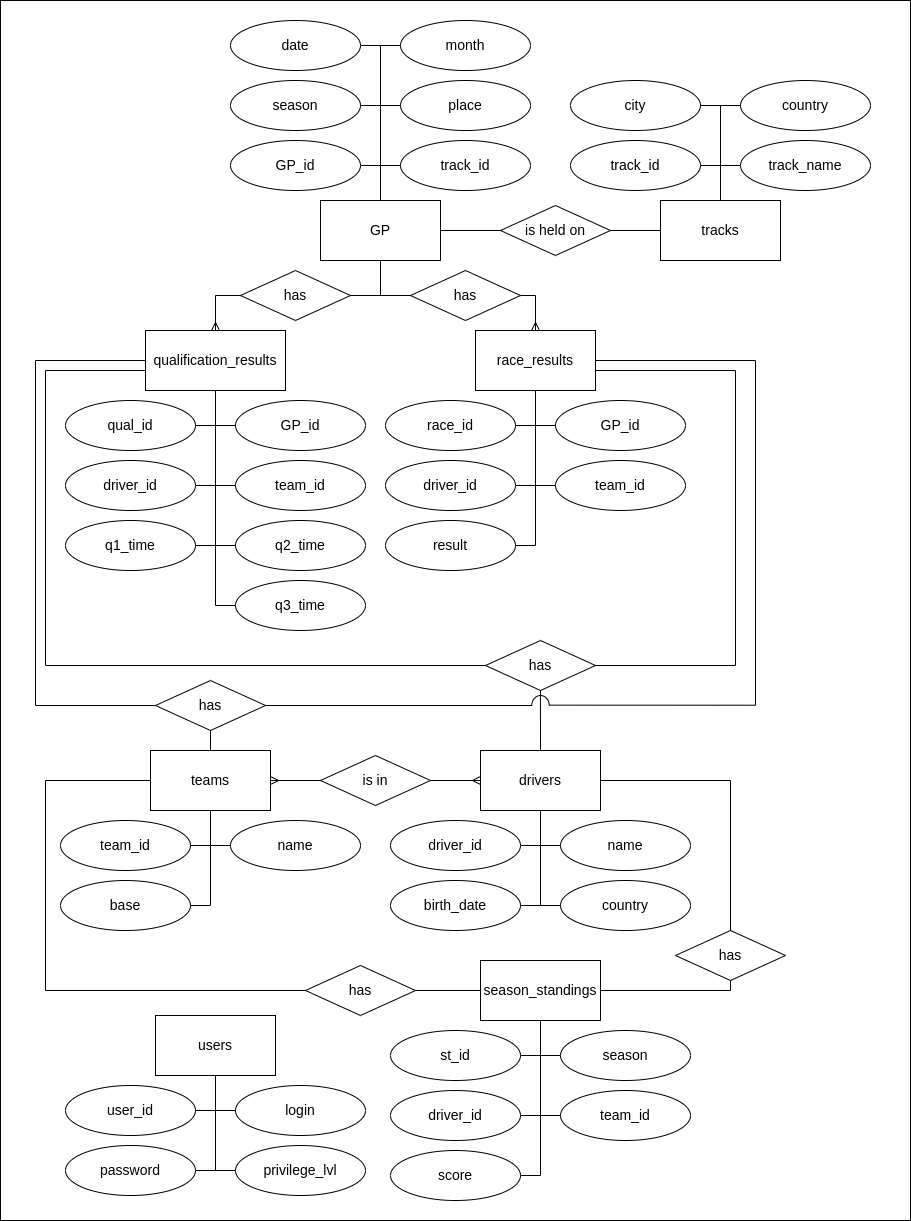 date
month
season
place
city
country
GP_id
track_id
track_id
track_name
GP
is held on
tracks
has
has
qualification_results
race_results
qual_id
GP_id
race_id
GP_id
driver_id
team_id
driver_id
team_id
q1_time
q2_time
result
q3_time
has
has
teams
is in
drivers
team_id
name
driver_id
name
base
birth_date
country
has
has
season_standings
users
st_id
season
user_id
login
driver_id
team_id
password
privilege_lvl
score